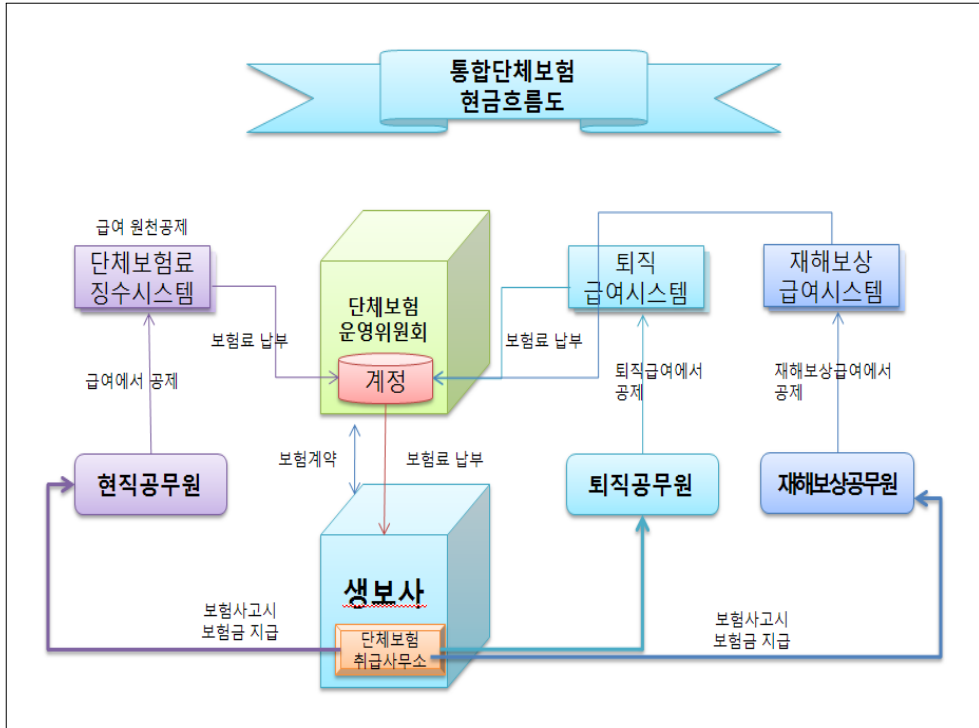 통합단체보험
현금흐름도
급여 원천공제
단체보험료
징수시스템
단체보험
운영위원회
계정
퇴직
급여시스템
재해보상
급여시스템
보험료 납부
보험료 납부
급여에서 공제
퇴직급여에서
공제
재해보상급여에서
공제
보험계약
보험료 납부
현직공무원
퇴직공무원
재해보상공무원
생보사
단체보험
취급사무소
보험사고시
보험금 지급
보험사고시
보험금 지급